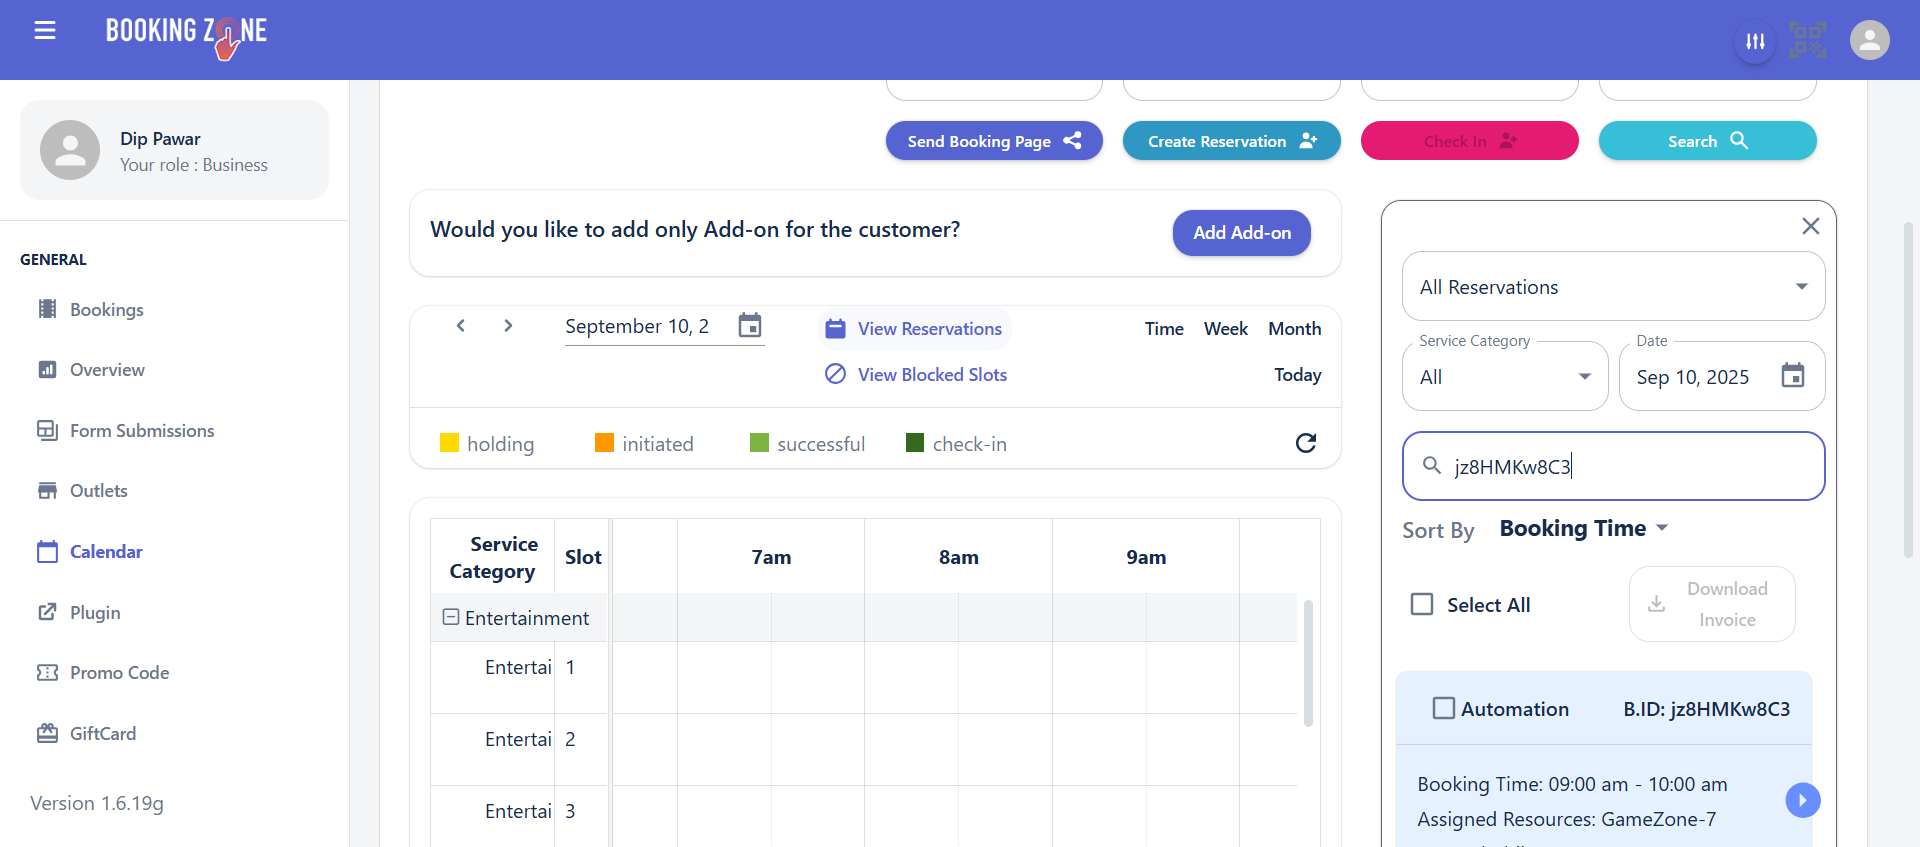 BOOKING ZONE
Dip Pawar
Your role : Business
GENERAL
Bookings
Overview
Form Submissions
Outlets
Calendar
Plugin
Promo Code
GiftCard
Version 1.6.19g
Send Booking Page
Create Reservation
Check In
Search
Would you like to add only Add-on for the customer?
Add Add-on
September 10, 2
View Reservations
View Blocked Slots
Time Week Month
Today
holding initiated successful check-in
Service Category Slot 7am 8am 9am
Entertainment
Entertai 1
Entertai 2
Entertai 3
All Reservations
Service Category
All
Date
Sep 10, 2025
jz8HMKw8C3
Sort By Booking Time
Select All
Download
Invoice
Automation B.ID: jz8HMKw8C3
Booking Time: 09:00 am - 10:00 am
Assigned Resources: GameZone-7